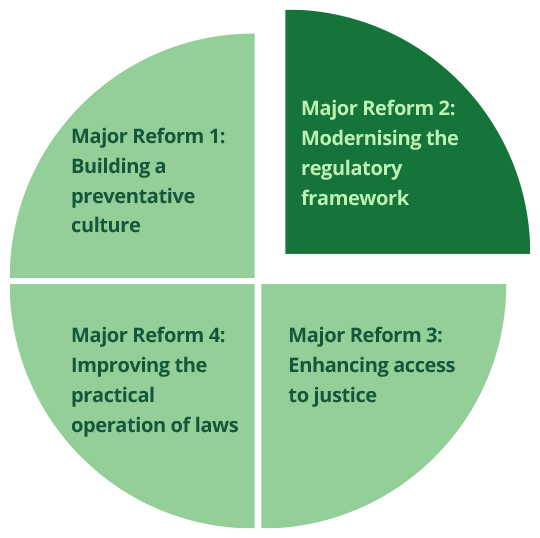 Major Reform 1:
Building a
preventative
culture
Major Reform 2:
Modernising the
regulatory
framework
Major Reform 3:
Enhancing access
to justice
Major Reform 4:
Improving the
practical
operation of laws